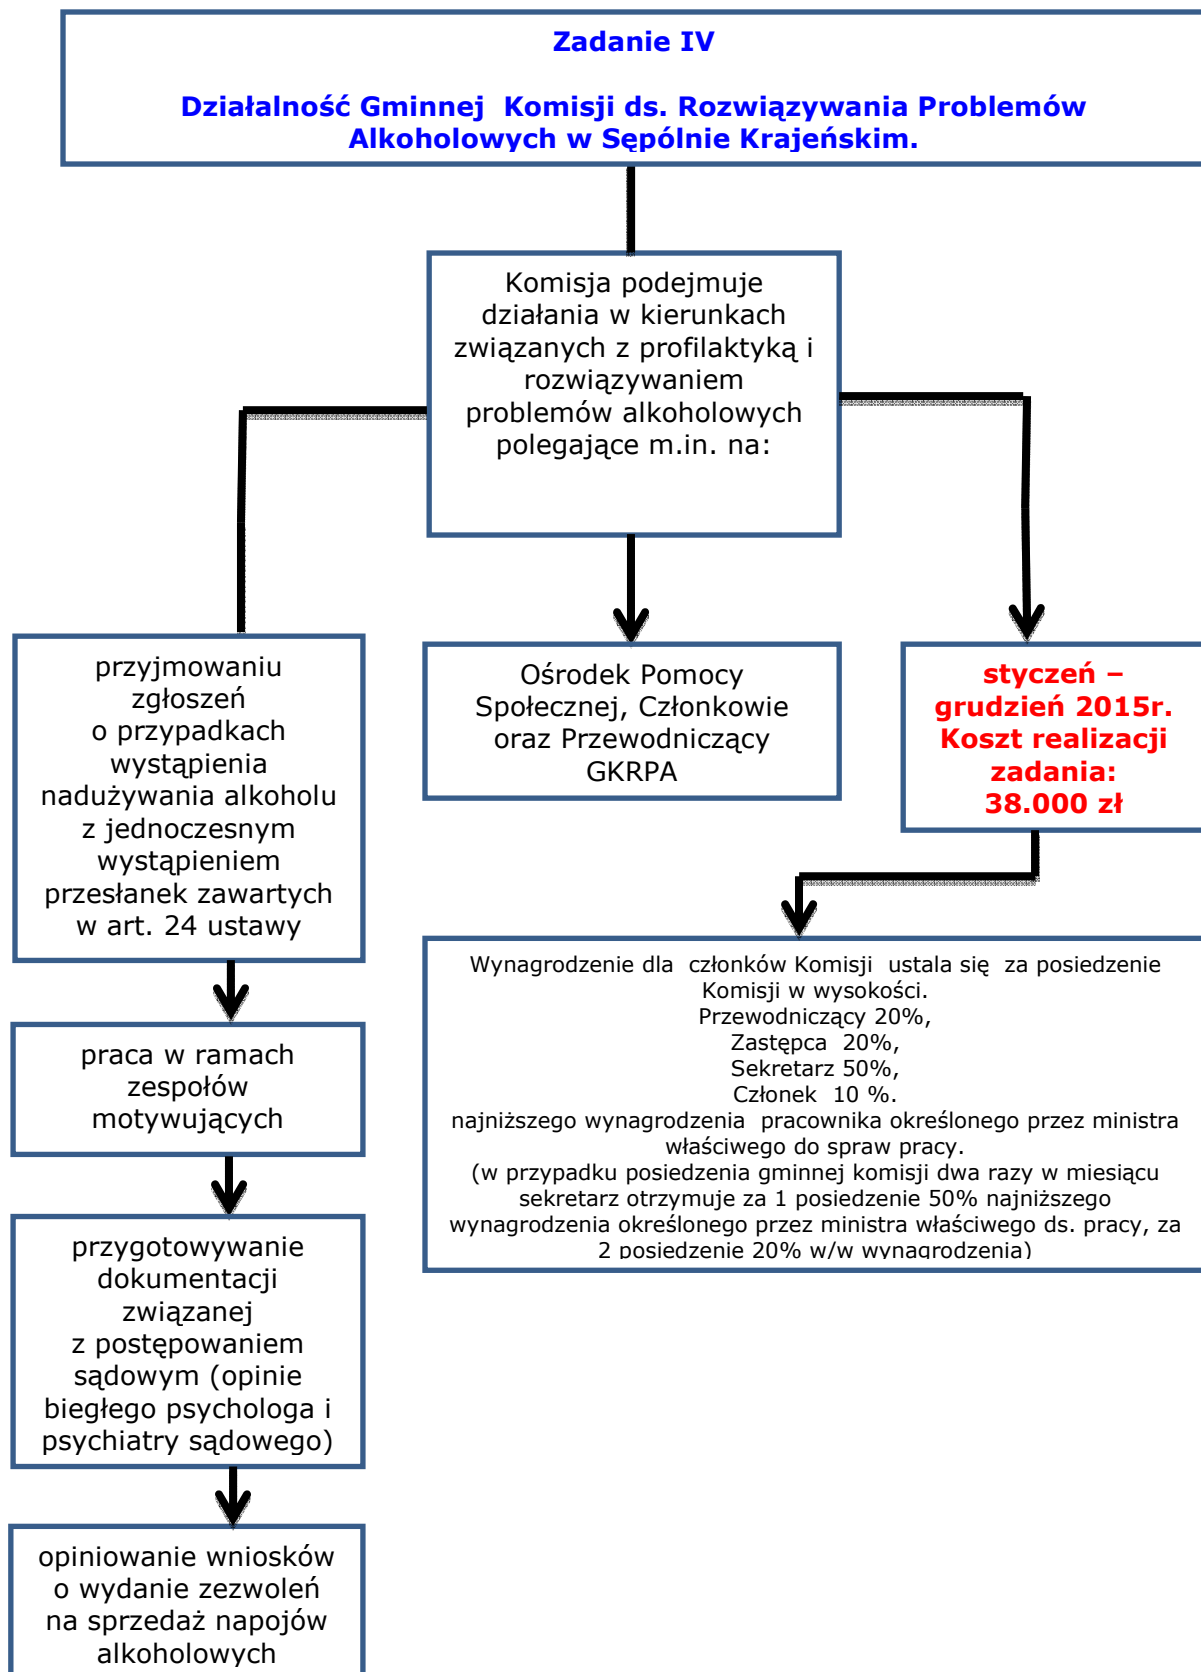 Zadanie IV
Działalność Gminnej Komisji ds. Rozwiązywania Problemów
Alkoholowych w Sępólnie Krajeńskim.
Komisja podejmuje
działania w kierunkach
związanych z profilaktyką i
rozwiązywaniem
problemów alkoholowych
polegające m.in. na:
przyjmowaniu
zgłoszeń
o przypadkach
wystąpienia
nadużywania alkoholu
z jednoczesnym
wystąpieniem
przesłanek zawartych
w art. 24 ustawy
praca w ramach
zespołów
motywujących
przygotowywanie
dokumentacji
związanej
z postępowaniem
sądowym (opinie
biegłego psychologa i
psychiatry sądowego)
opiniowanie wniosków
o wydanie zezwoleń
na sprzedaż napojów
alkoholowych
Ośrodek Pomocy
Społecznej, Członkowie
oraz Przewodniczący
GKRPA
styczeń –
grudzień 2015r.
Koszt realizacji
zadania:
38.000 zł
Wynagrodzenie dla członków Komisji ustala się za posiedzenie
Komisji w wysokości.
Przewodniczący 20%,
Zastępca 20%,
Sekretarz 50%,
Członek 10 %.
najniższego wynagrodzenia pracownika określonego przez ministra
właściwego do spraw pracy.
(w przypadku posiedzenia gminnej komisji dwa razy w miesiącu
sekretarz otrzymuje za 1 posiedzenie 50% najniższego
wynagrodzenia określonego przez ministra właściwego ds. pracy, za
2 posiedzenie 20% w/w wynagrodzenia)